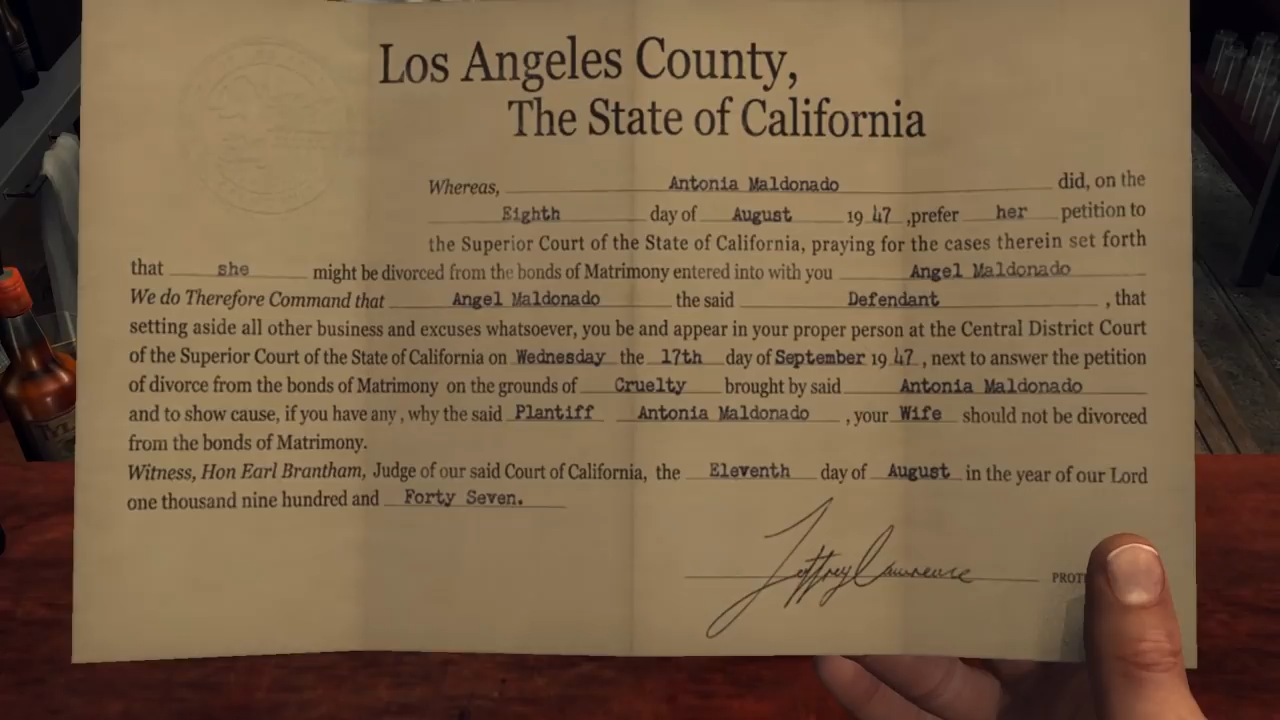 Los Angeles County,
The State of California
Whereas, Antonia Maldonado did, on the
Eighth day of August 19 47 ,prefer her petition to
the Superior Court of the State of California, praying for the cases therein set forth
that she might be divorced from the bonds of Matrimony entered into with you Angel Maldonado
We do Therefore Command that Angel Maldonado the said Defendant , that
setting aside all other business and excuses whatsoever, you be and appear in your proper person at the Central District Court
of the Superior Court of the State of California on Wednesday the 17th day of September 19 47 , next to answer the petition
of divorce from the bonds of Matrimony on the grounds of Cruelty brought by said Antonia Maldonado
and to show cause, if you have any , why the said Plantiff Antonia Maldonado , your Wife should not be divorced
from the bonds of Matrimony.
Witness, Hon Earl Brantham, Judge of our said Court of California, the Eleventh day of August in the year of our Lord
one thousand nine hundred and Forty Seven.
Jeffrey Lawrence